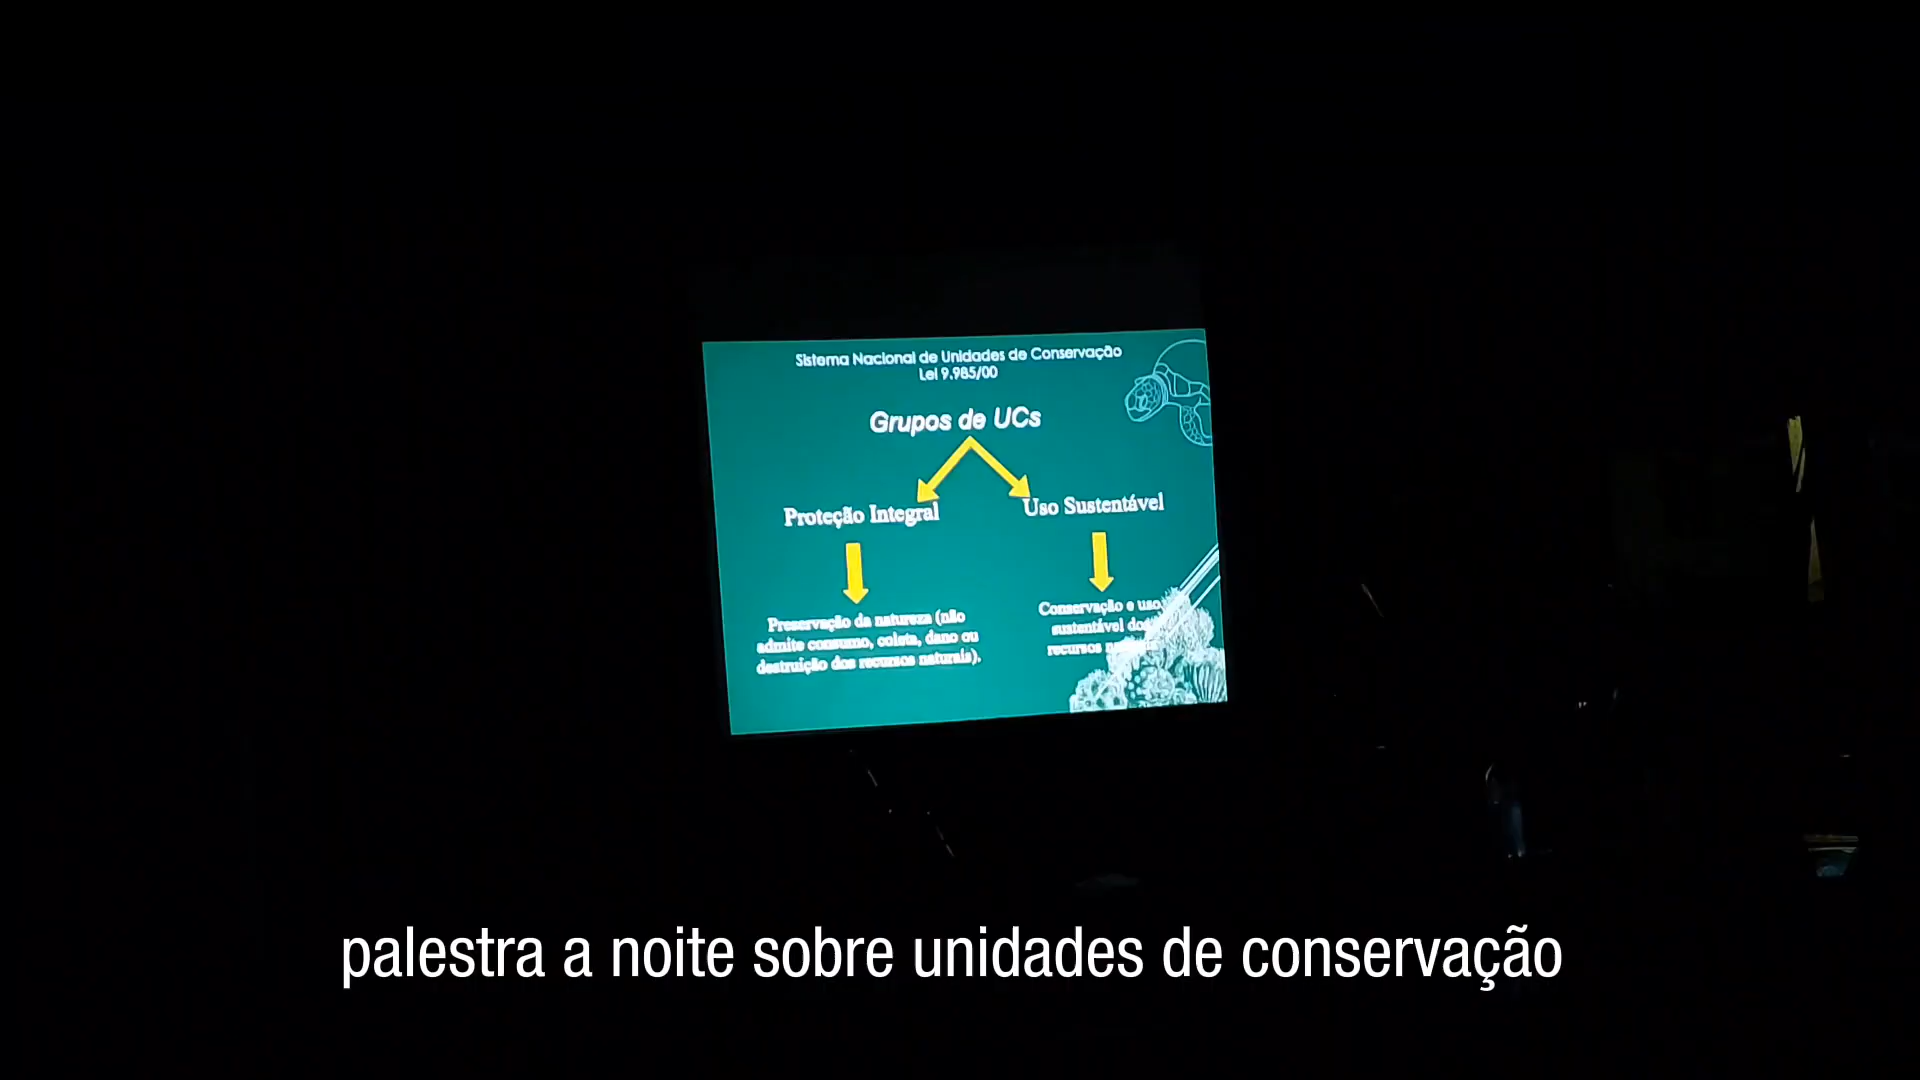 Sistema Nacional de Unidades de Conservação
Lei 9.985/00
Grupos de UCs
Proteção Integral
Uso Sustentável
Preservação da natureza (não
admite consumo, coleta, dano ou
destruição dos recursos naturais).
Conservação e uso
sustentável dos
recursos
palestra a noite sobre unidades de conservação